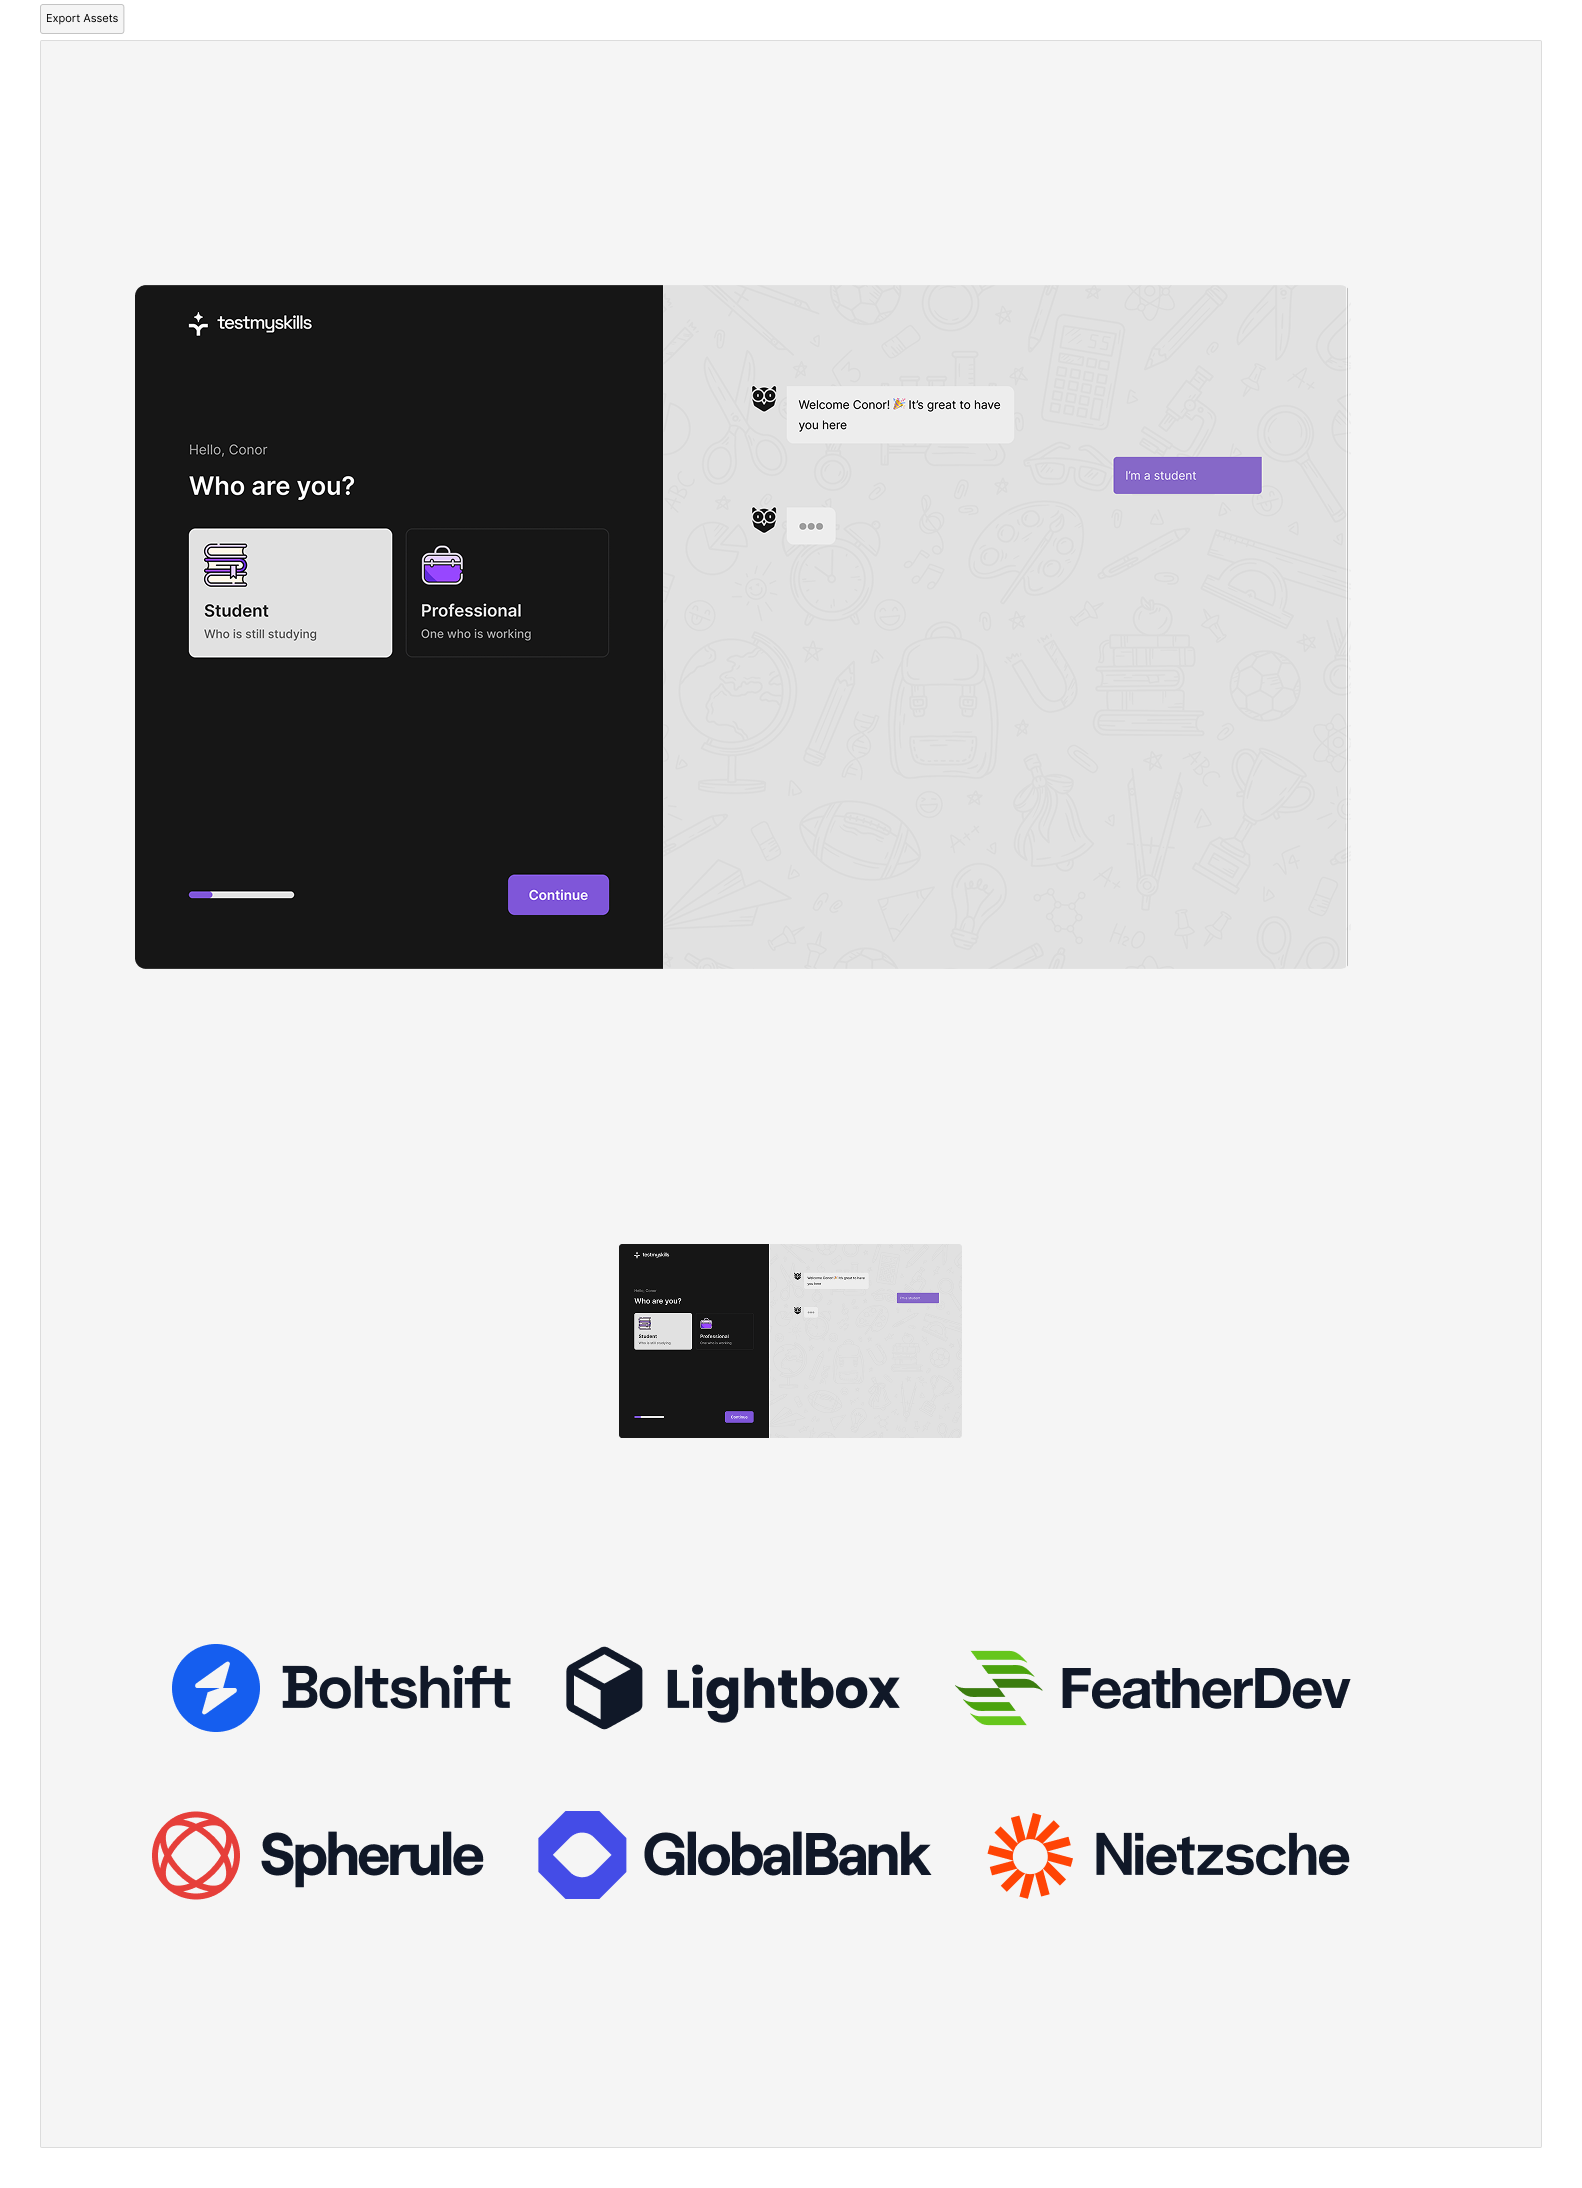 Export Assets
testmyskills
Hello, Conor
Who are you?
Student
Who is still studying
Professional
One who is working
Continue
Welcome Conor! 🎉 It's great to have
you here
I'm a student
testmyskills
Hello, Conor
Who are you?
Student
Who is still studying
Professional
One who is working
Continue
Welcome Conor! 🎉 It's great to have
you here
I'm a student
Boltshift
Lightbox
FeatherDev
Spherule
GlobalBank
Nietzsche